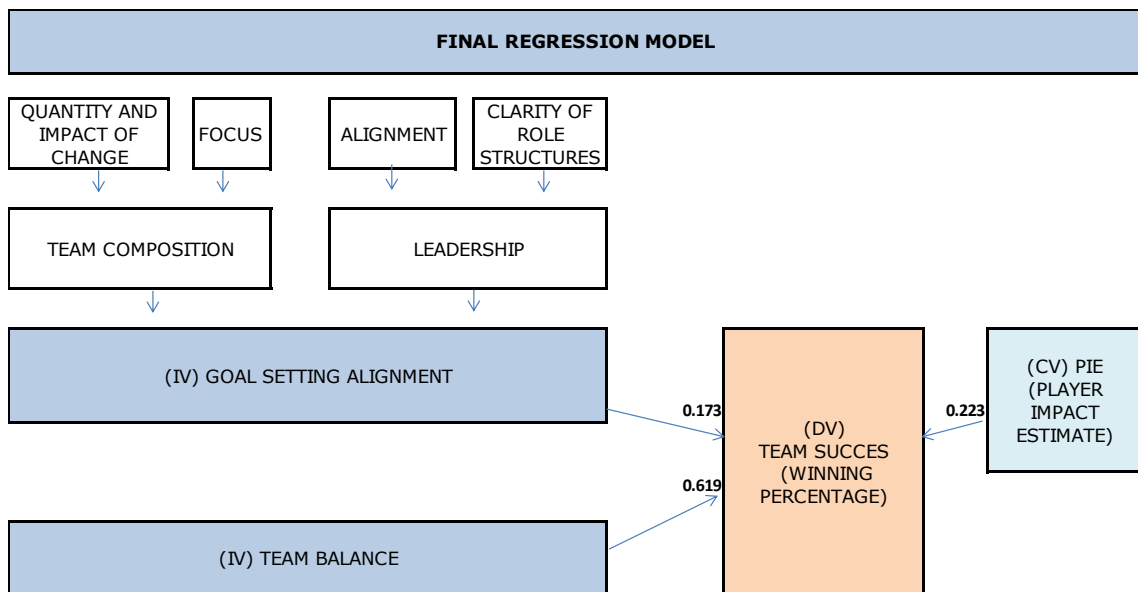 FINAL REGRESSION MODEL
QUANTITY AND
IMPACT OF
CHANGE
FOCUS
ALIGNMENT
CLARITY OF
ROLE
STRUCTURES
TEAM COMPOSITION
LEADERSHIP
(IV) GOAL SETTING ALIGNMENT
0.173
0.619
(IV) TEAM BALANCE
(DV)
TEAM SUCCES
(WINNING
PERCENTAGE)
0.223
(CV) PIE
(PLAYER
IMPACT
ESTIMATE)